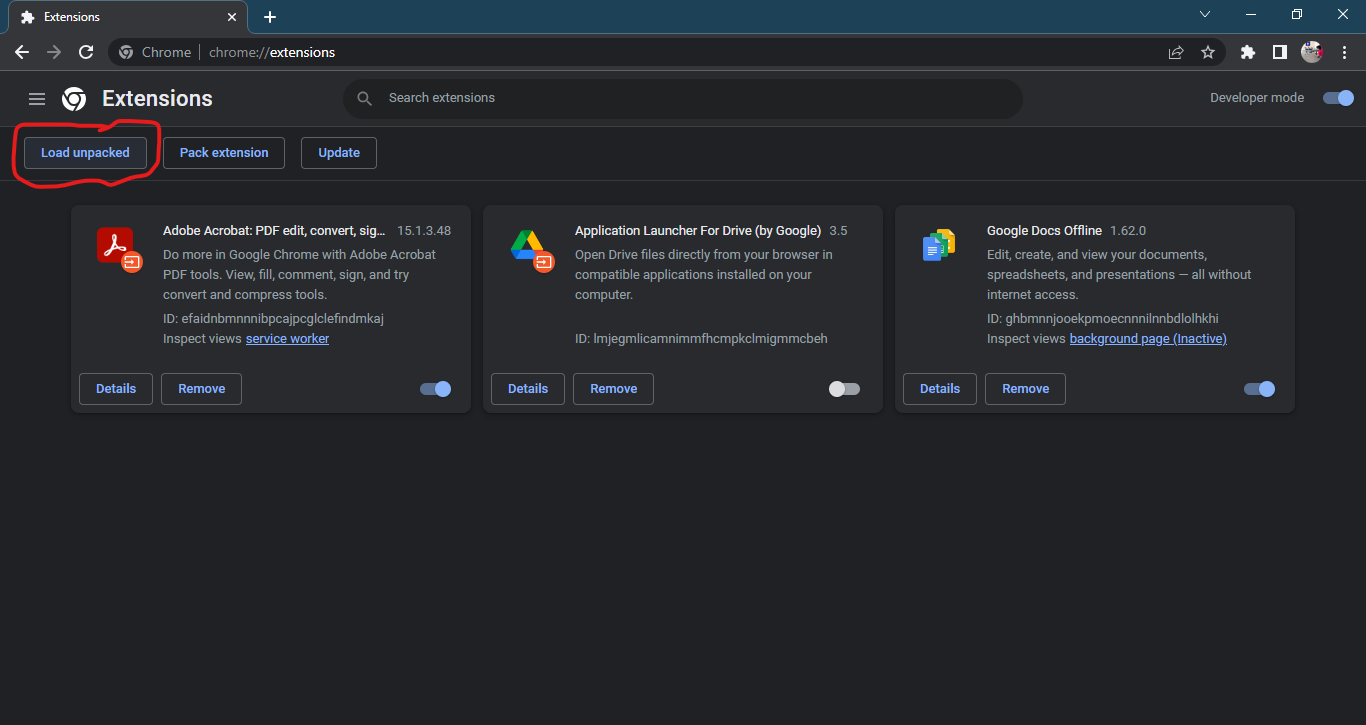 Extensions
Chrome chrome://extensions
Extensions
Search extensions
Developer mode
Load unpacked
Pack extension
Update
Adobe Acrobat: PDF edit, convert, sig... 15.1.3.48
Do more in Google Chrome with Adobe Acrobat
PDF tools. View, fill, comment, sign, and try
convert and compress tools.
ID: efaidnbmnnnibpcajpcglclefindmkaj
Inspect views service worker
Details
Remove
Application Launcher For Drive (by Google) 3.5
Open Drive files directly from your browser in
compatible applications installed on your
computer.
ID: lmjegmlicamnimmfhcmpkclmigmmcbeh
Details
Remove
Google Docs Offline 1.62.0
Edit, create, and view your documents,
spreadsheets, and presentations — all without
internet access.
ID: ghbmnnjooekpmoecnnnilnnbdlolhkhi
Inspect views background page (Inactive)
Details
Remove